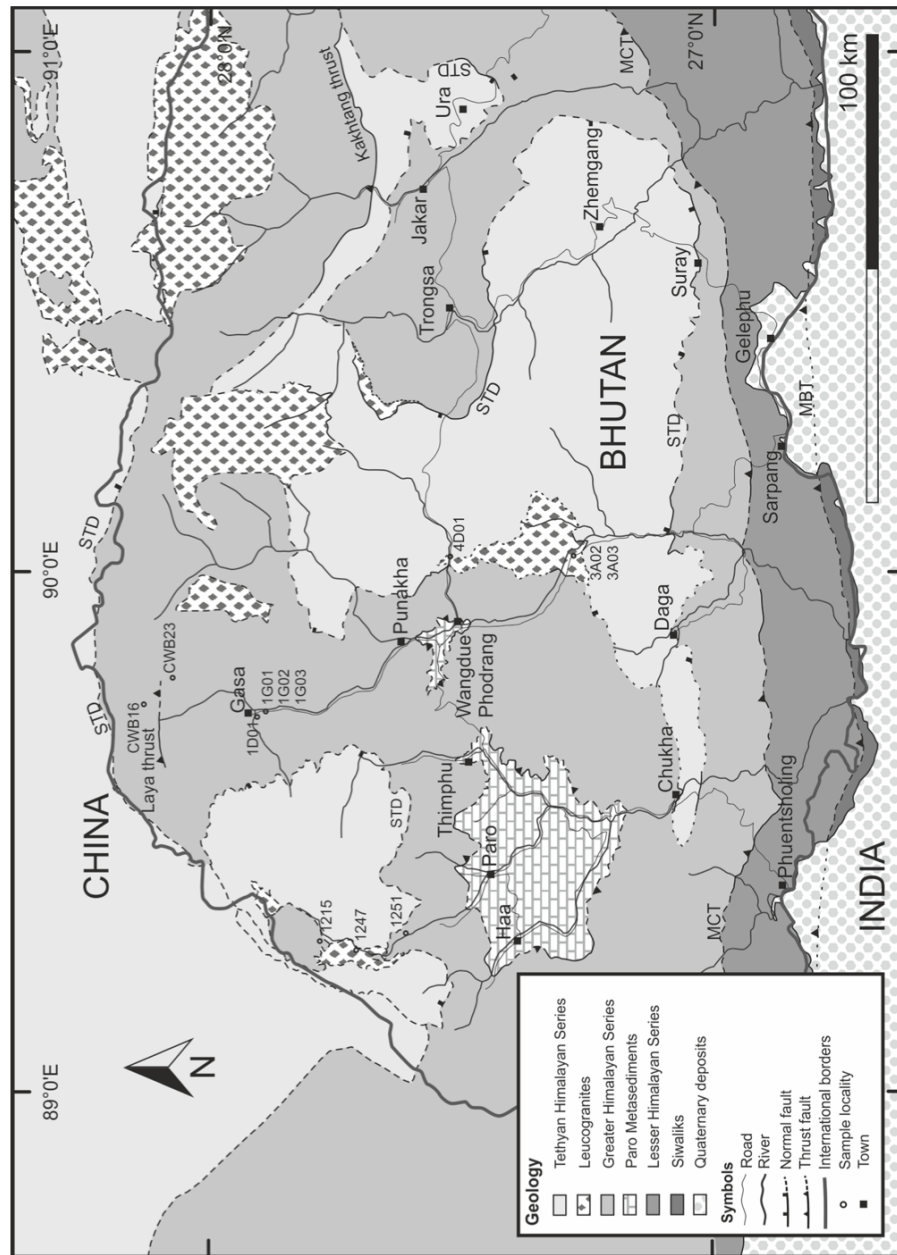 89°0'E
90°0'E
91°0'E
28°0'N
27°0'N
CHINA
STD
STD
CWB16
CWB23
Laya thrust
Gasa
1D01
1G01
1G02
1G03
Kakhtang thrust
1215
1247
1251
STD
Punakha
Thimphu
Wangdue
Phodrang
4D01
Paro
Haa
Trongsa
Jakar
Ura
STD
STD
3A02
3A03
BHUTAN
Zhemgang
Chukha
Daga
STD
Suray
MCT
MCT
27°0'N
Phuentsholing
Sarpang
Gelephu
MBT
INDIA
100 km
N
Geology
Tethyan Himalayan Series
Leucogranites
Greater Himalayan Series
Paro Metasediments
Lesser Himalayan Series
Siwaliks
Quaternary deposits
Symbols
Road
River
Normal fault
Thrust fault
International borders
Sample locality
Town